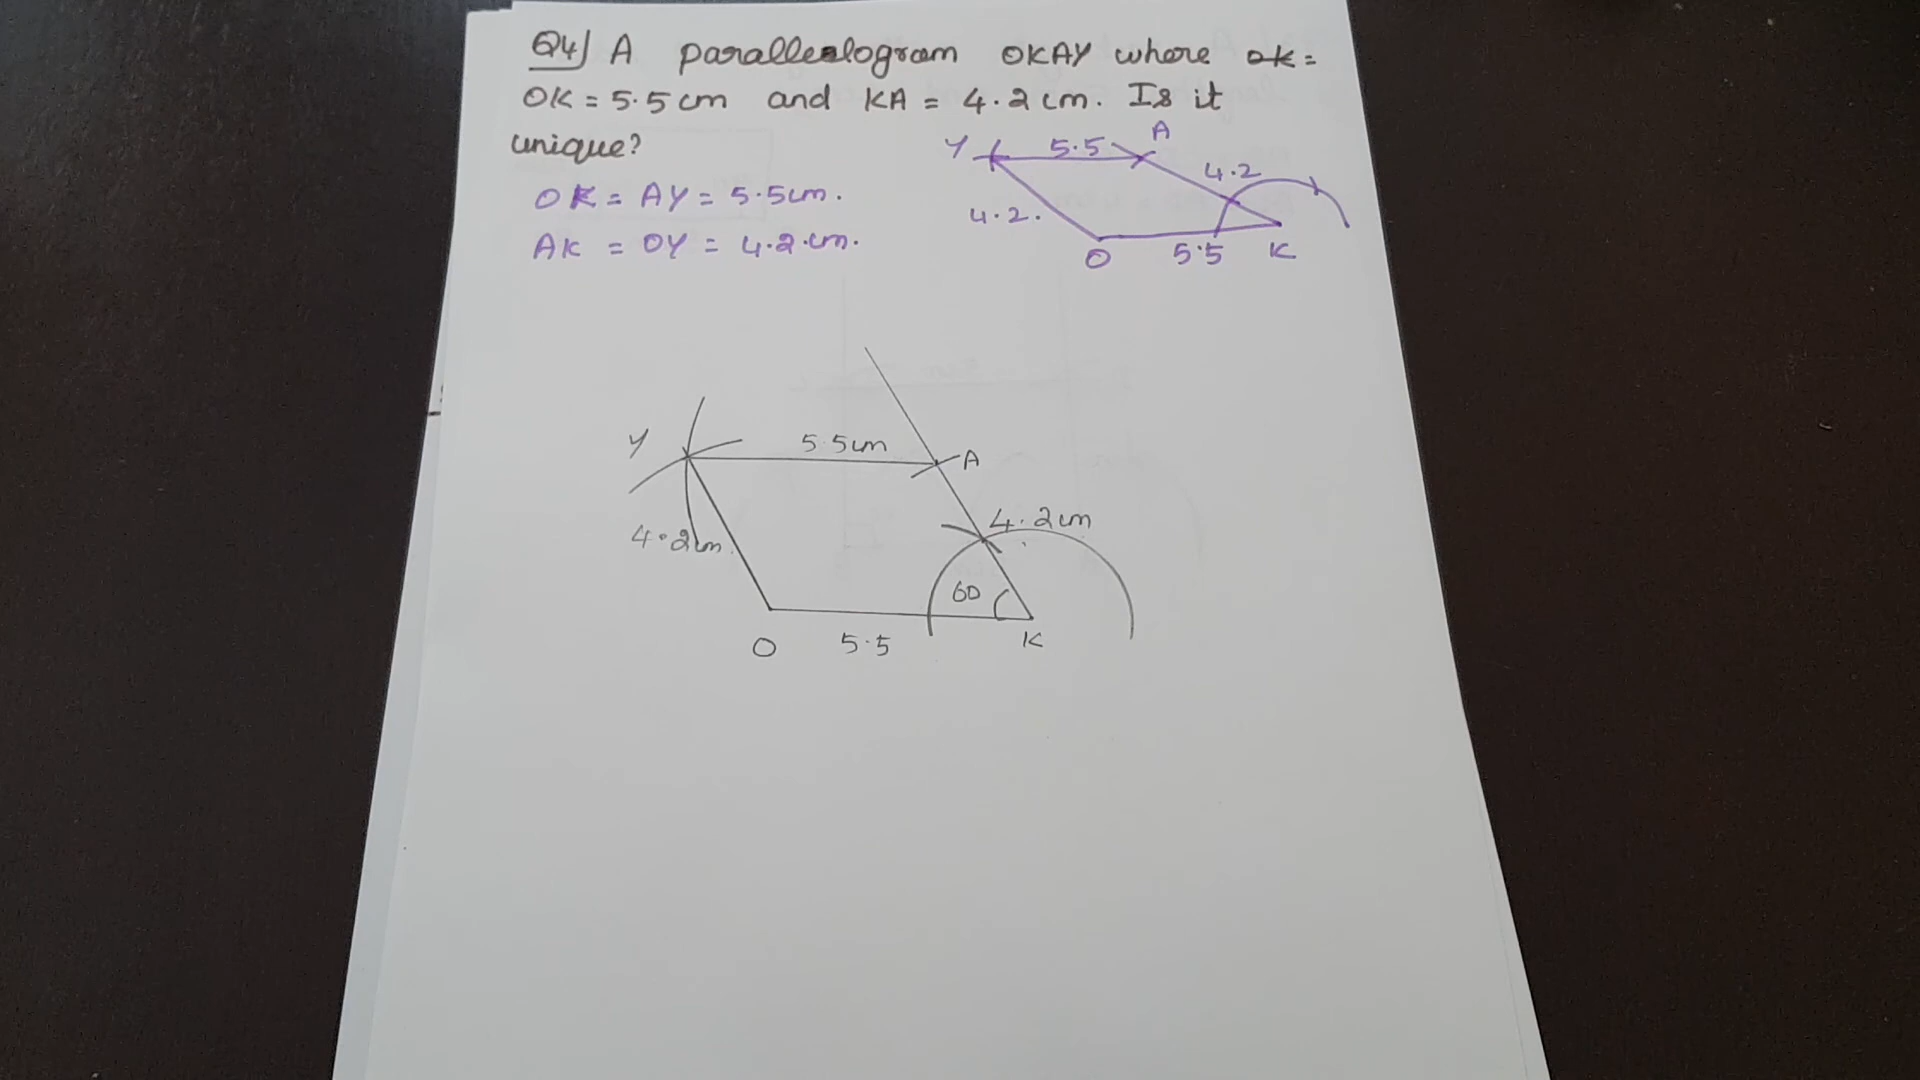 Q4) A parallelogram OKAY where ok =
OK = 5.5 cm and KA = 4.2 cm. Is it
unique?
OK = AY = 5.5cm.
AK = OY = 4.2.cm.
Y 5.5 A
4.2
4.2.
O 5.5 K
Y 5.5cm A
4.2cm
4.2cm
60
O 5.5 K